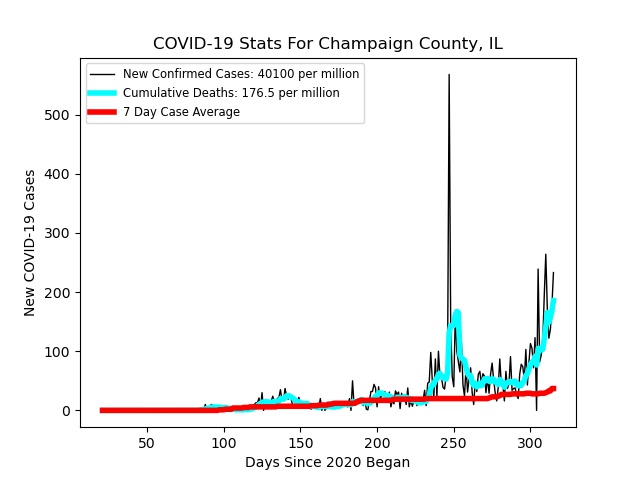 COVID-19 Stats For Champaign County, IL
New Confirmed Cases: 40100 per million
Cumulative Deaths: 176.5 per million
7 Day Case Average
New COVID-19 Cases
500
400
300
200
100
0
50 100 150 200 250 300
Days Since 2020 Began